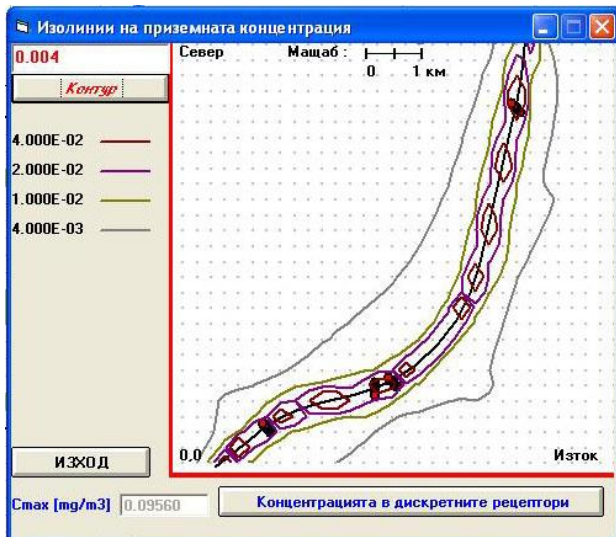 Изолинии на приземната концентрация
0.004
Контур
4.000E-02
2.000E-02
1.000E-02
4.000E-03
Север Мащаб :
0 1 км
0.0 Изток
ИЗХОД
Cmax [mg/m3] 0.09560
Концентрацията в дискретните рецептори